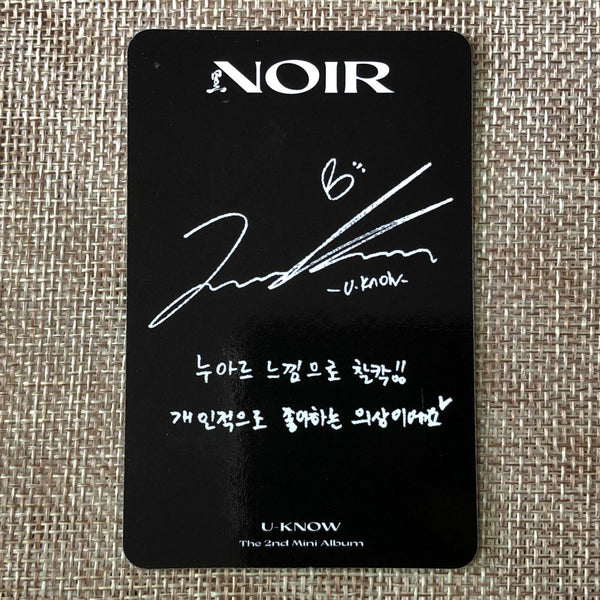 NOIR
-U-KNOW-
누아르 느낌으로 찰칵!!
개인적으로 좋아하는 의상이에요♡
U-KNOW
The 2nd Mini Album